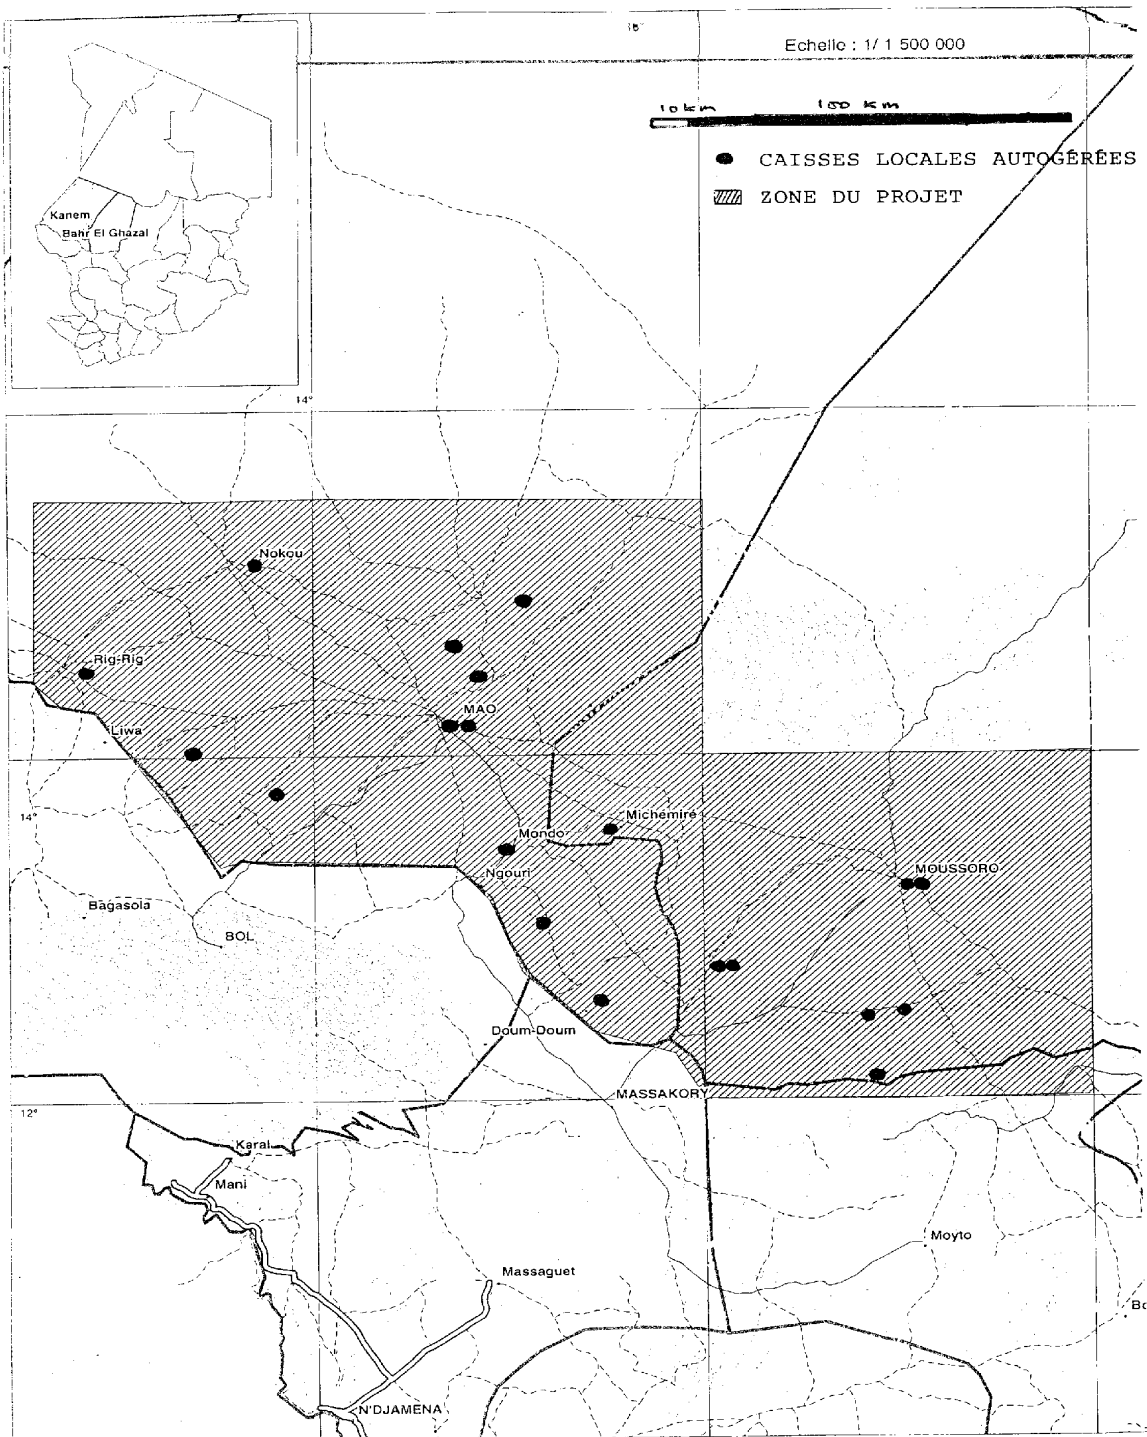 16°
Echelle : 1/ 1 500 000
10 km 100 km
CAISSES LOCALES AUTOGÉRÉES
ZONE DU PROJET
Kanem
Bahr El Ghazal
14°
Nokou
Rig-Rig
MAO
Liwa
14°
Michemiré
Mondo
Ngouri
MOUSSORO
Bagasola
BOL
Doum-Doum
MASSAKORY
12°
Karal
Mani
Moyto
Massaguet
Bo
N'DJAMENA